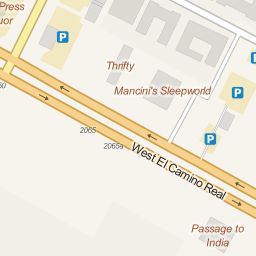 Press
uor
P
Thrifty
Mancini's Sleepworld
P
2065
P
2065a
West El Camino Real
Passage to
India